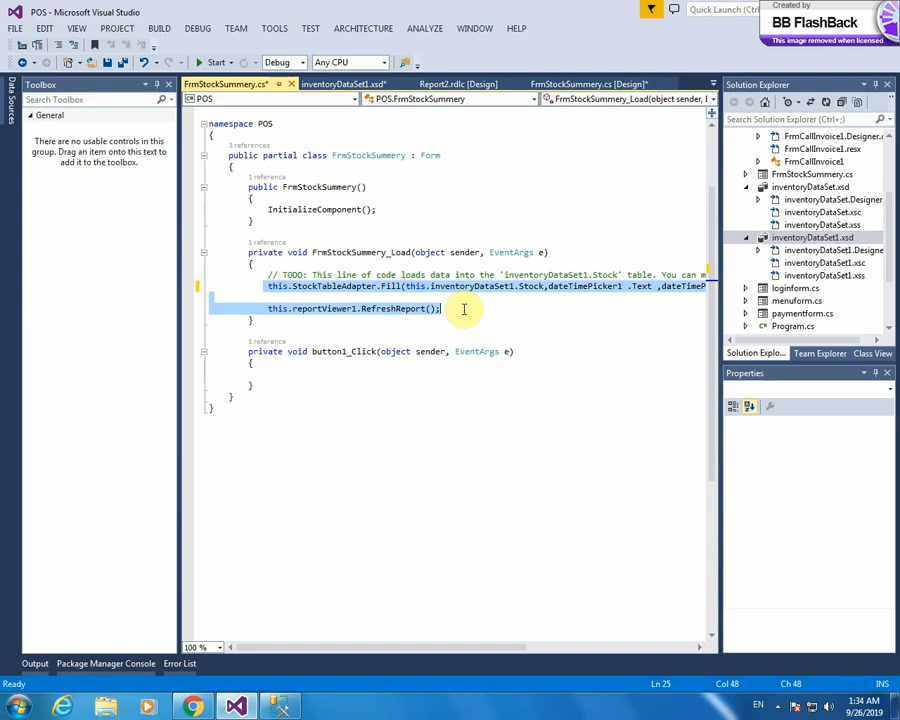 POS - Microsoft Visual Studio
Quick Launch (
Created by
BB FlashBack
This image removed when licensed
FILE EDIT VIEW PROJECT BUILD DEBUG TEAM TOOLS TEST ARCHITECTURE ANALYZE WINDOW HELP
Start Debug Any CPU
Data Sources
Toolbox
Search Toolbox
General
There are no usable controls in this
group. Drag an item onto this text to
add it to the toolbox.
FrmStockSummery.cs* inventoryDataSet1.xsd* Report2.rdlc [Design] FrmStockSummery.cs [Design]*
POS POS.FrmStockSummery FrmStockSummery_Load(object sender, E
namespace POS
{
3 references
public partial class FrmStockSummery : Form
{
1 reference
public FrmStockSummery()
{
InitializeComponent();
}
1 reference
private void FrmStockSummery_Load(object sender, EventArgs e)
{
// TODO: This line of code loads data into the 'inventoryDataSet1.Stock' table. You can m
this.StockTableAdapter.Fill(this.inventoryDataSet1.Stock,dateTimePicker1 .Text ,dateTimeP
this.reportViewer1.RefreshReport();
}
1 reference
private void button1_Click(object sender, EventArgs e)
{
}
}
}
100 %
Solution Explorer
Search Solution Explorer (Ctrl+;)
FrmCallInvoice1.Designer.c
FrmCallInvoice1.resx
FrmCallInvoice1
FrmStockSummery.cs
inventoryDataSet.xsd
inventoryDataSet.Designer
inventoryDataSet.xsc
inventoryDataSet.xss
inventoryDataSet1.xsd
inventoryDataSet1.Designe
inventoryDataSet1.xsc
inventoryDataSet1.xss
loginform.cs
menuform.cs
paymentform.cs
Program.cs
Solution Explo... Team Explorer Class View
Properties
Output Package Manager Console Error List
Ready Ln 25 Col 48 Ch 48 INS
EN 1:34 AM
9/26/2019